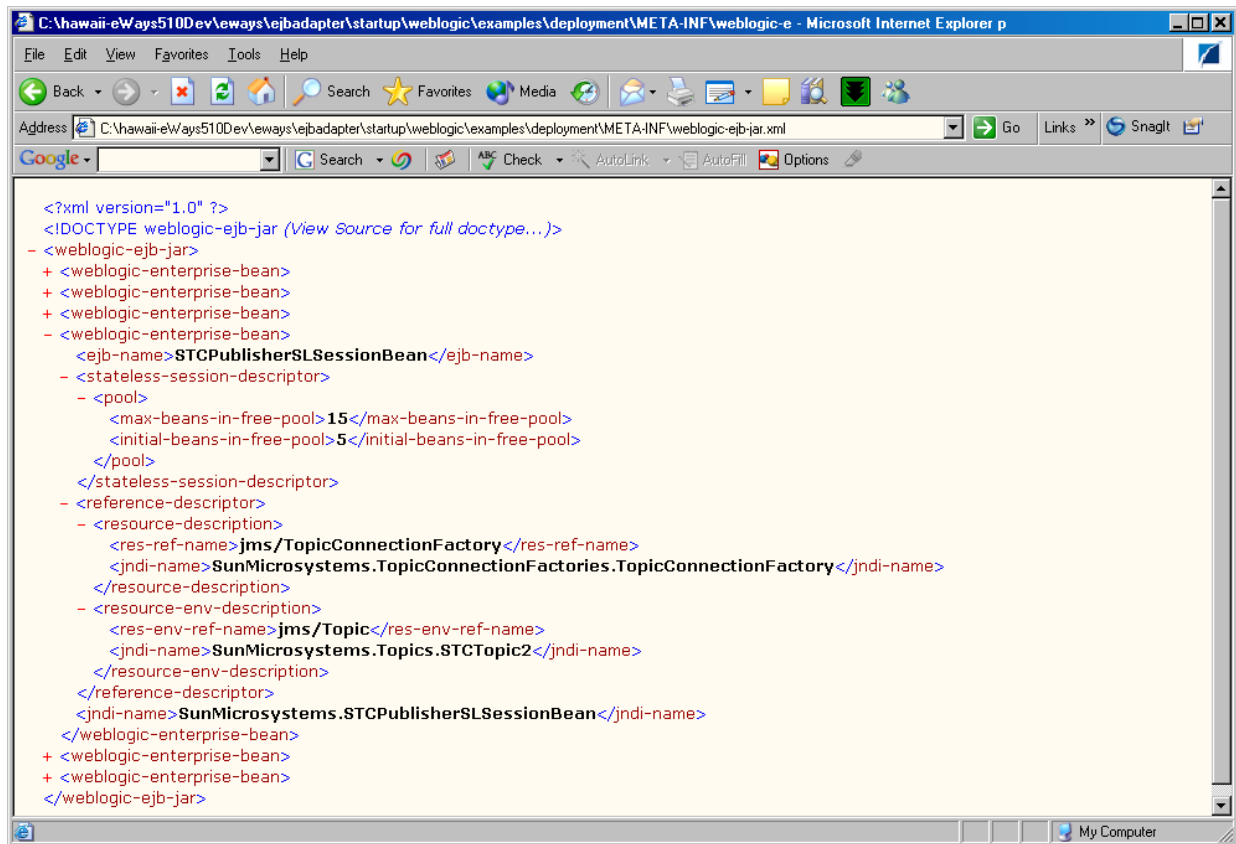 C:\hawaii-eWays510Dev\eways\ejbadapter\startup\weblogic\examples\deployment\META-INF\weblogic-e - Microsoft Internet Explorer p
File Edit View Favorites Tools Help
Back Search Favorites Media
Address C:\hawaii-eWays510Dev\eways\ejbadapter\startup\weblogic\examples\deployment\META-INF\weblogic-ejb-jar.xml Go Links » SnagIt
Google Search ABC Check AutoLink AutoFill Options
<?xml version="1.0" ?>
<!DOCTYPE weblogic-ejb-jar (View Source for full doctype...)>
- <weblogic-ejb-jar>
+ <weblogic-enterprise-bean>
+ <weblogic-enterprise-bean>
+ <weblogic-enterprise-bean>
- <weblogic-enterprise-bean>
<ejb-name>STCPublisherSLSessionBean</ejb-name>
- <stateless-session-descriptor>
- <pool>
<max-beans-in-free-pool>15</max-beans-in-free-pool>
<initial-beans-in-free-pool>5</initial-beans-in-free-pool>
</pool>
</stateless-session-descriptor>
- <reference-descriptor>
- <resource-description>
<res-ref-name>jms/TopicConnectionFactory</res-ref-name>
<jndi-name>SunMicrosystems.TopicConnectionFactories.TopicConnectionFactory</jndi-name>
</resource-description>
- <resource-env-description>
<res-env-ref-name>jms/Topic</res-env-ref-name>
<jndi-name>SunMicrosystems.Topics.STCTopic2</jndi-name>
</resource-env-description>
</reference-descriptor>
<jndi-name>SunMicrosystems.STCPublisherSLSessionBean</jndi-name>
</weblogic-enterprise-bean>
+ <weblogic-enterprise-bean>
+ <weblogic-enterprise-bean>
</weblogic-ejb-jar>
My Computer